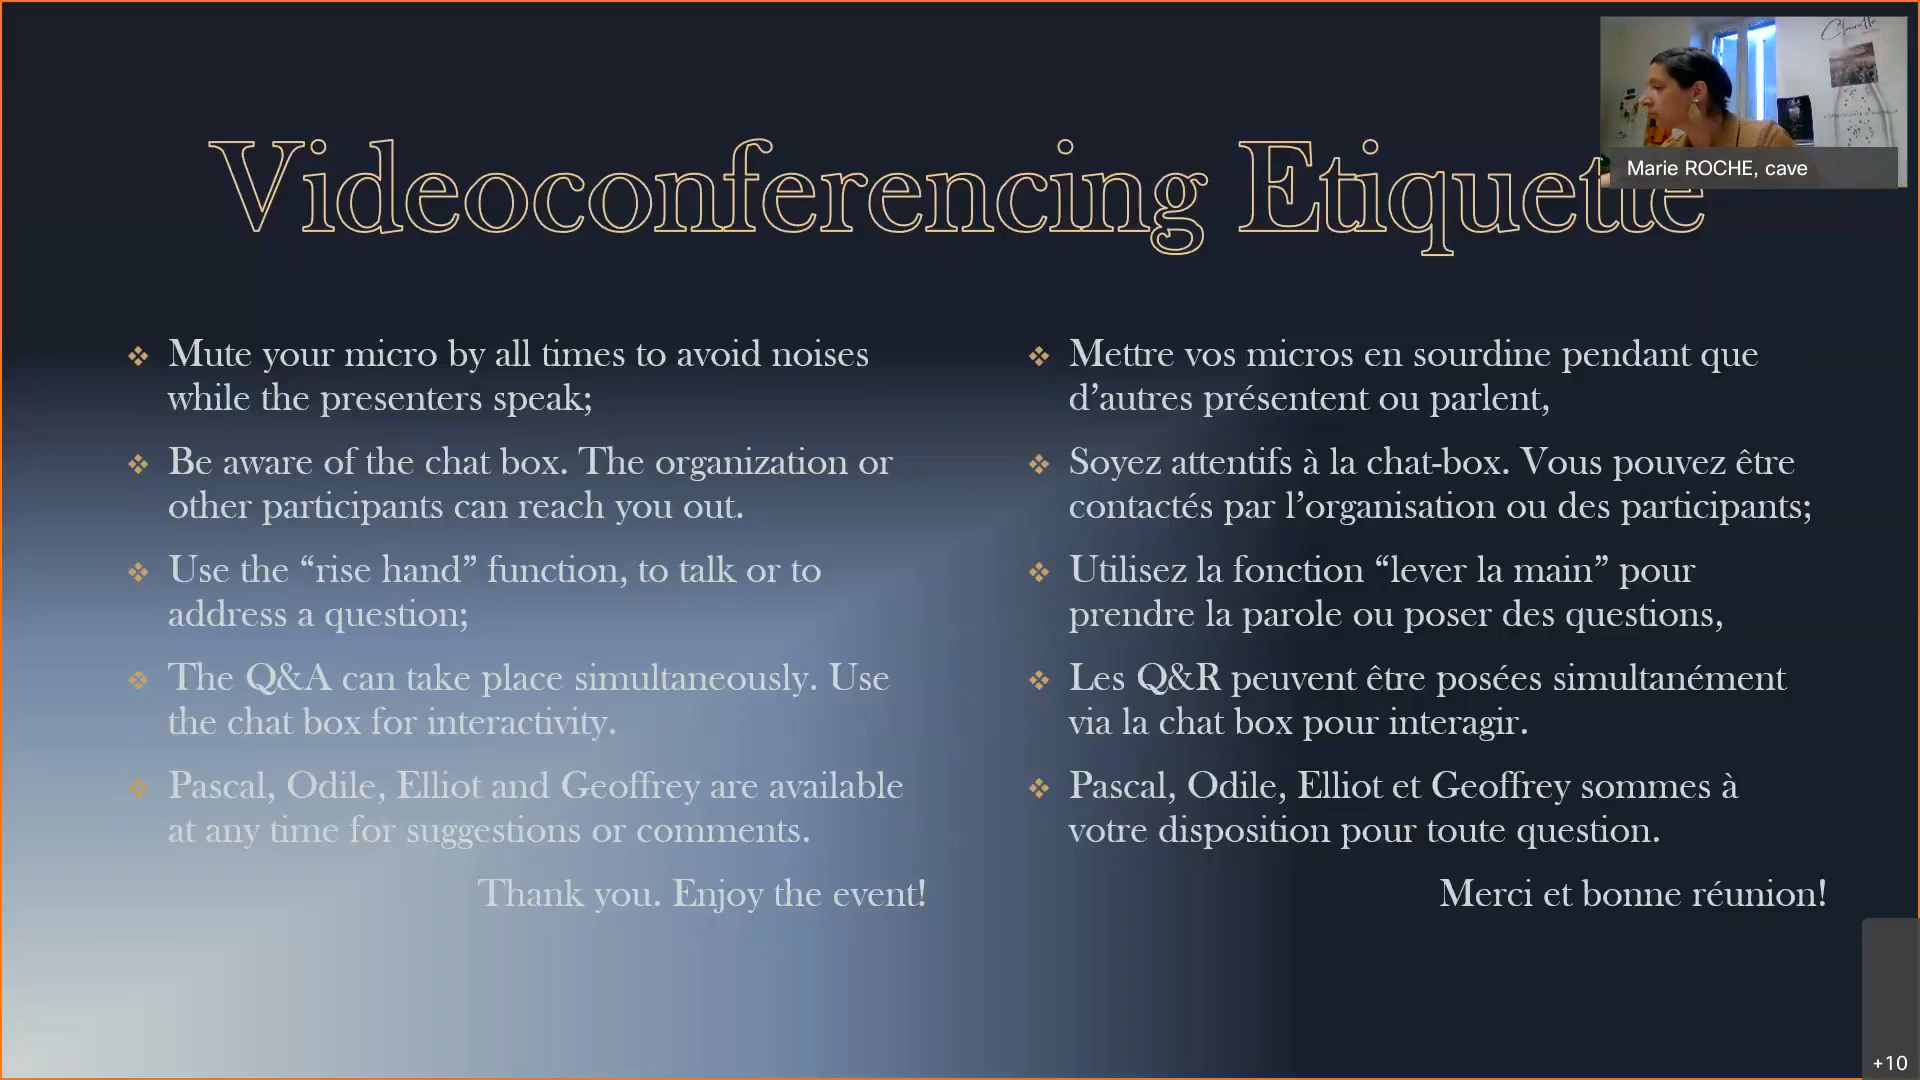 Videoconferencing Etiquette
Marie ROCHE, cave
Mute your micro by all times to avoid noises
while the presenters speak;
Be aware of the chat box. The organization or
other participants can reach you out.
Use the “rise hand” function, to talk or to
address a question;
The Q&A can take place simultaneously. Use
the chat box for interactivity.
Pascal, Odile, Elliot and Geoffrey are available
at any time for suggestions or comments.
Thank you. Enjoy the event!
Mettre vos micros en sourdine pendant que
d’autres présentent ou parlent,
Soyez attentifs à la chat-box. Vous pouvez être
contactés par l’organisation ou des participants;
Utilisez la fonction “lever la main” pour
prendre la parole ou poser des questions,
Les Q&R peuvent être posées simultanément
via la chat box pour interagir.
Pascal, Odile, Elliot et Geoffrey sommes à
votre disposition pour toute question.
Merci et bonne réunion!
+10